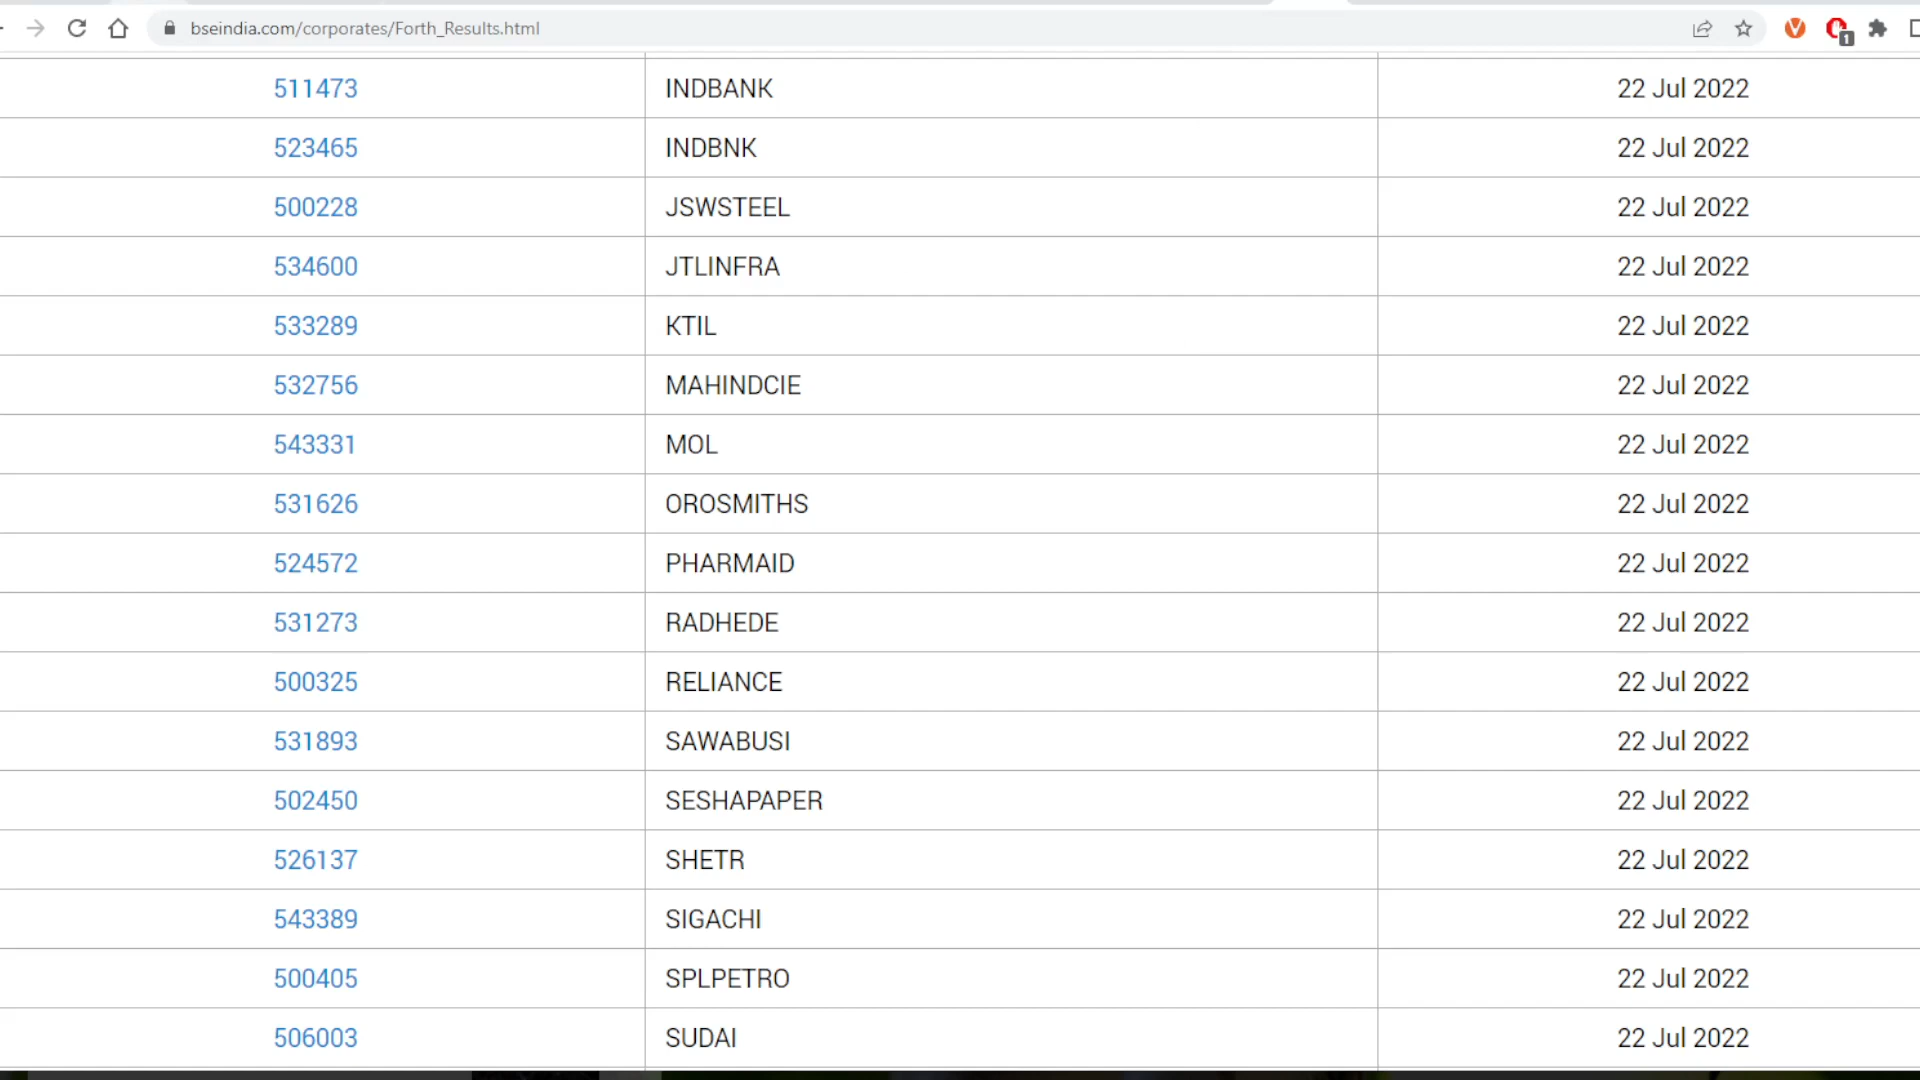 bseindia.com/corporates/Forth_Results.html
1
511473 INDBANK 22 Jul 2022
523465 INDBNK 22 Jul 2022
500228 JSWSTEEL 22 Jul 2022
534600 JTLINFRA 22 Jul 2022
533289 KTIL 22 Jul 2022
532756 MAHINDCIE 22 Jul 2022
543331 MOL 22 Jul 2022
531626 OROSMITHS 22 Jul 2022
524572 PHARMAID 22 Jul 2022
531273 RADHEDE 22 Jul 2022
500325 RELIANCE 22 Jul 2022
531893 SAWABUSI 22 Jul 2022
502450 SESHAPAPER 22 Jul 2022
526137 SHETR 22 Jul 2022
543389 SIGACHI 22 Jul 2022
500405 SPLPETRO 22 Jul 2022
506003 SUDAI 22 Jul 2022